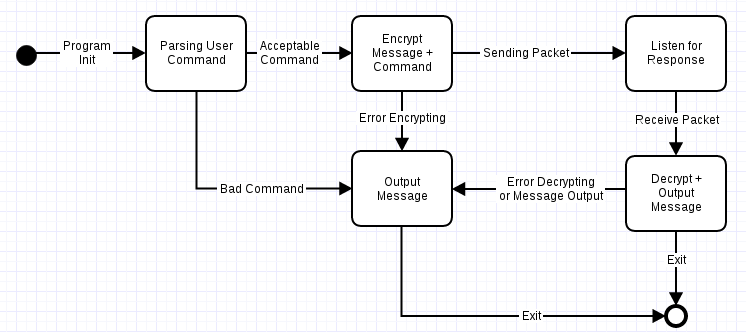 Program
Init
Parsing User
Command
Acceptable
Command
Encrypt
Message +
Command
Sending Packet
Listen for
Response
Error Encrypting
Receive Packet
Bad Command
Output
Message
Error Decrypting
or Message Output
Decrypt +
Output
Message
Exit
Exit